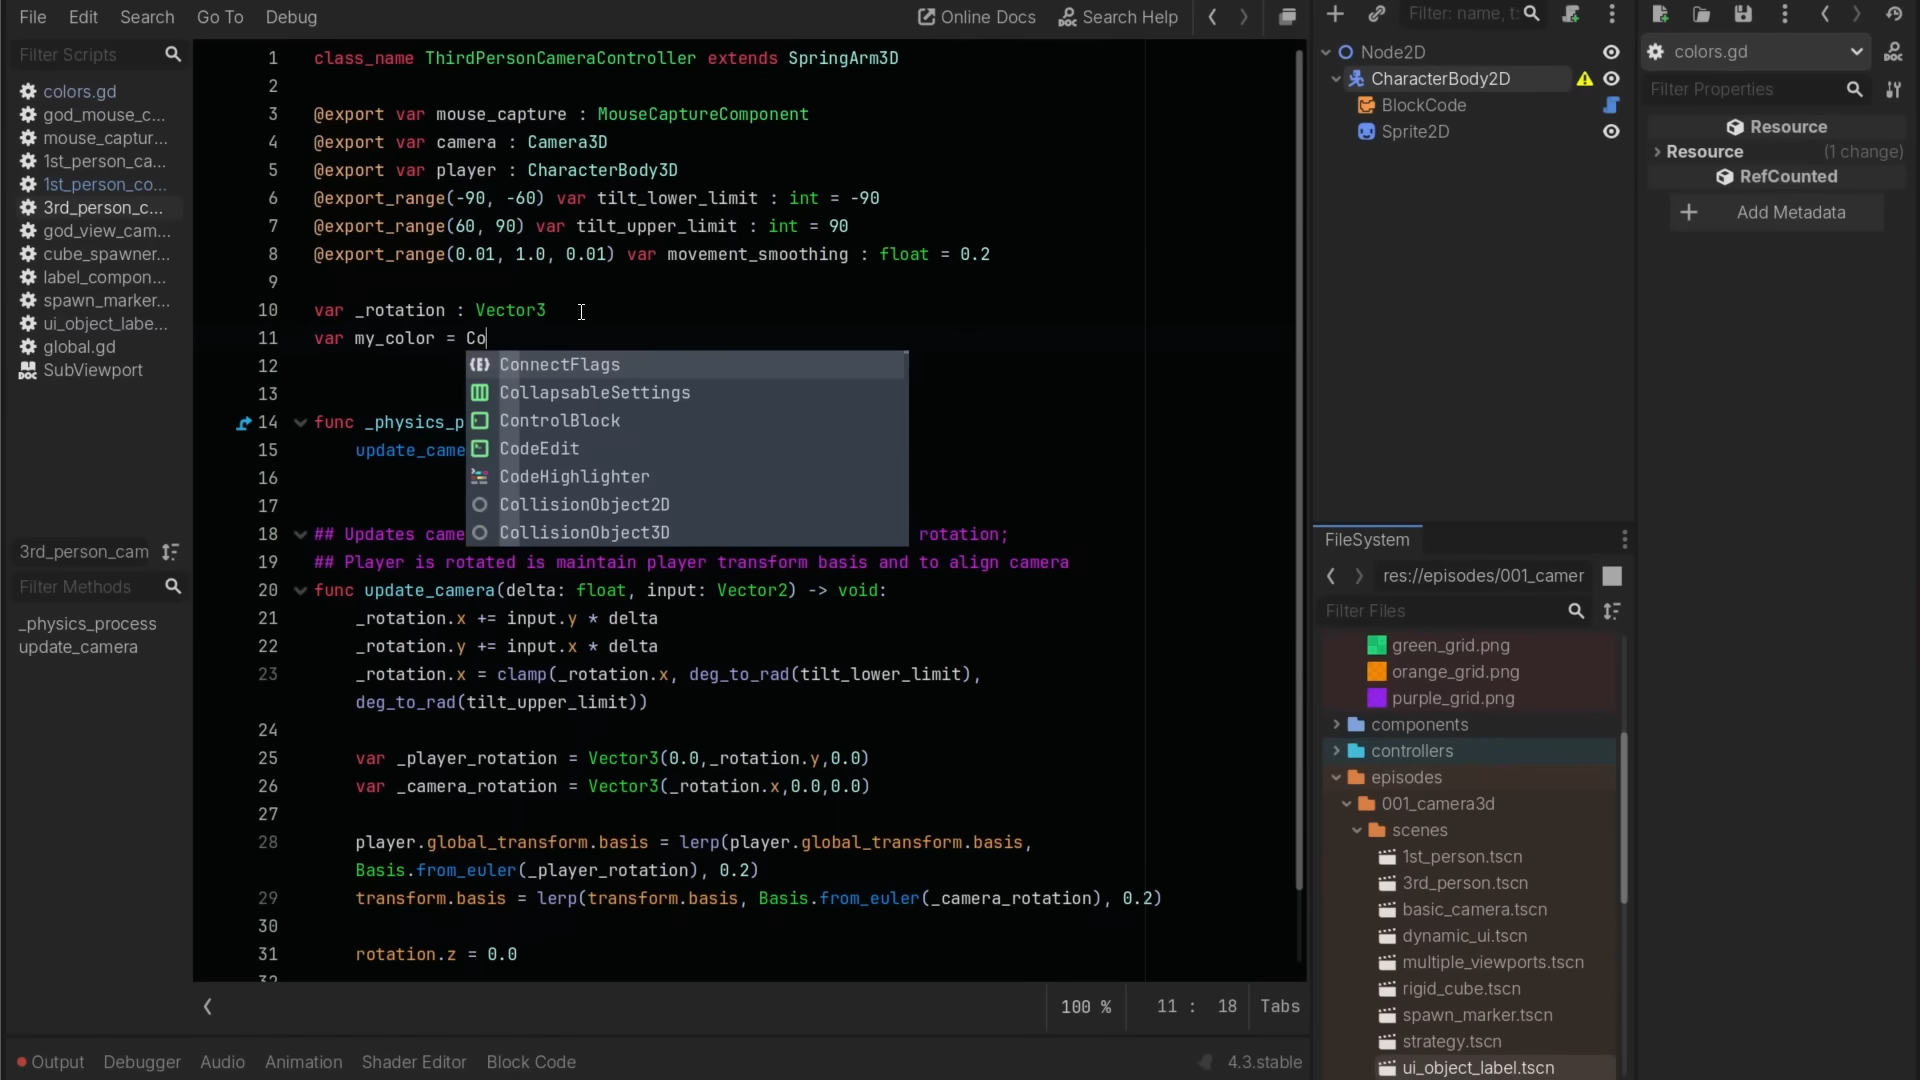 File Edit Search Go To Debug
Online Docs Search Help
Filter Scripts
colors.gd
god_mouse_c...
mouse_captur...
1st_person_ca...
1st_person_co...
3rd_person_c...
god_view_cam...
cube_spawner...
label_compon...
spawn_marker...
ui_object_labe...
global.gd
SubViewport
3rd_person_cam
Filter Methods
_physics_process
update_camera
1 class_name ThirdPersonCameraController extends SpringArm3D
2
3 @export var mouse_capture : MouseCaptureComponent
4 @export var camera : Camera3D
5 @export var player : CharacterBody3D
6 @export_range(-90, -60) var tilt_lower_limit : int = -90
7 @export_range(60, 90) var tilt_upper_limit : int = 90
8 @export_range(0.01, 1.0, 0.01) var movement_smoothing : float = 0.2
9
10 var _rotation : Vector3
11 var my_color = Co
ConnectFlags
CollapsableSettings
ControlBlock
CodeEdit
CodeHighlighter
CollisionObject2D
CollisionObject3D
12
13
14 func _physics_p
15 update_came
16
17
18 ## Updates came rotation;
19 ## Player is rotated is maintain player transform basis and to align camera
20 func update_camera(delta: float, input: Vector2) -> void:
21 _rotation.x += input.y * delta
22 _rotation.y += input.x * delta
23 _rotation.x = clamp(_rotation.x, deg_to_rad(tilt_lower_limit),
deg_to_rad(tilt_upper_limit))
24
25 var _player_rotation = Vector3(0.0,_rotation.y,0.0)
26 var _camera_rotation = Vector3(_rotation.x,0.0,0.0)
27
28 player.global_transform.basis = lerp(player.global_transform.basis,
Basis.from_euler(_player_rotation), 0.2)
29 transform.basis = lerp(transform.basis, Basis.from_euler(_camera_rotation), 0.2)
30
31 rotation.z = 0.0
32
100 % 11 : 18 Tabs
Output Debugger Audio Animation Shader Editor Block Code 4.3.stable
Filter: name, t:
Node2D
CharacterBody2D
BlockCode
Sprite2D
FileSystem
res://episodes/001_camer
Filter Files
green_grid.png
orange_grid.png
purple_grid.png
components
controllers
episodes
001_camera3d
scenes
1st_person.tscn
3rd_person.tscn
basic_camera.tscn
dynamic_ui.tscn
multiple_viewports.tscn
rigid_cube.tscn
spawn_marker.tscn
strategy.tscn
ui_object_label.tscn
colors.gd
Filter Properties
Resource
Resource (1 change)
RefCounted
Add Metadata